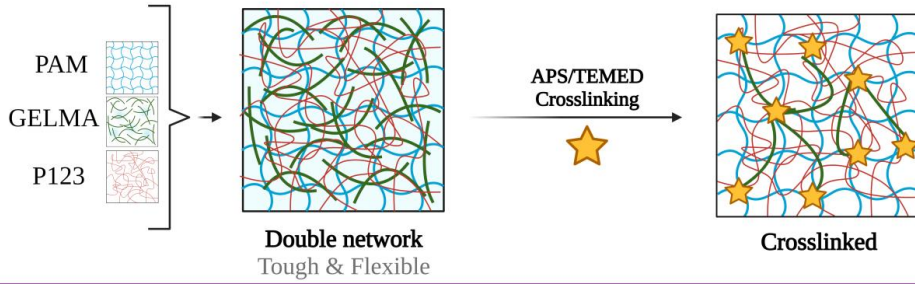 PAM
GELMA
P123
APS/TEMED
Crosslinking
Double network
Tough & Flexible
Crosslinked